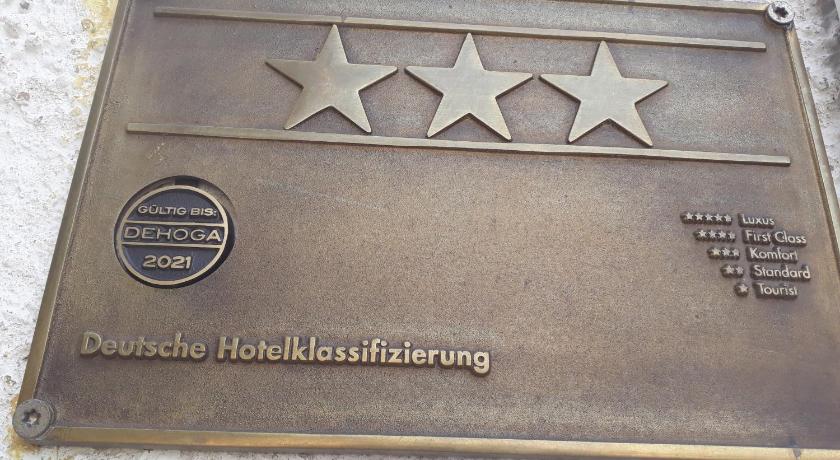 GÜLTIG BIS:
DEHOGA
2021
★★★★★ Luxus
★★★★ First Class
★★★ Komfort
★★ Standard
★ Tourist
Deutsche Hotelklassifizierung